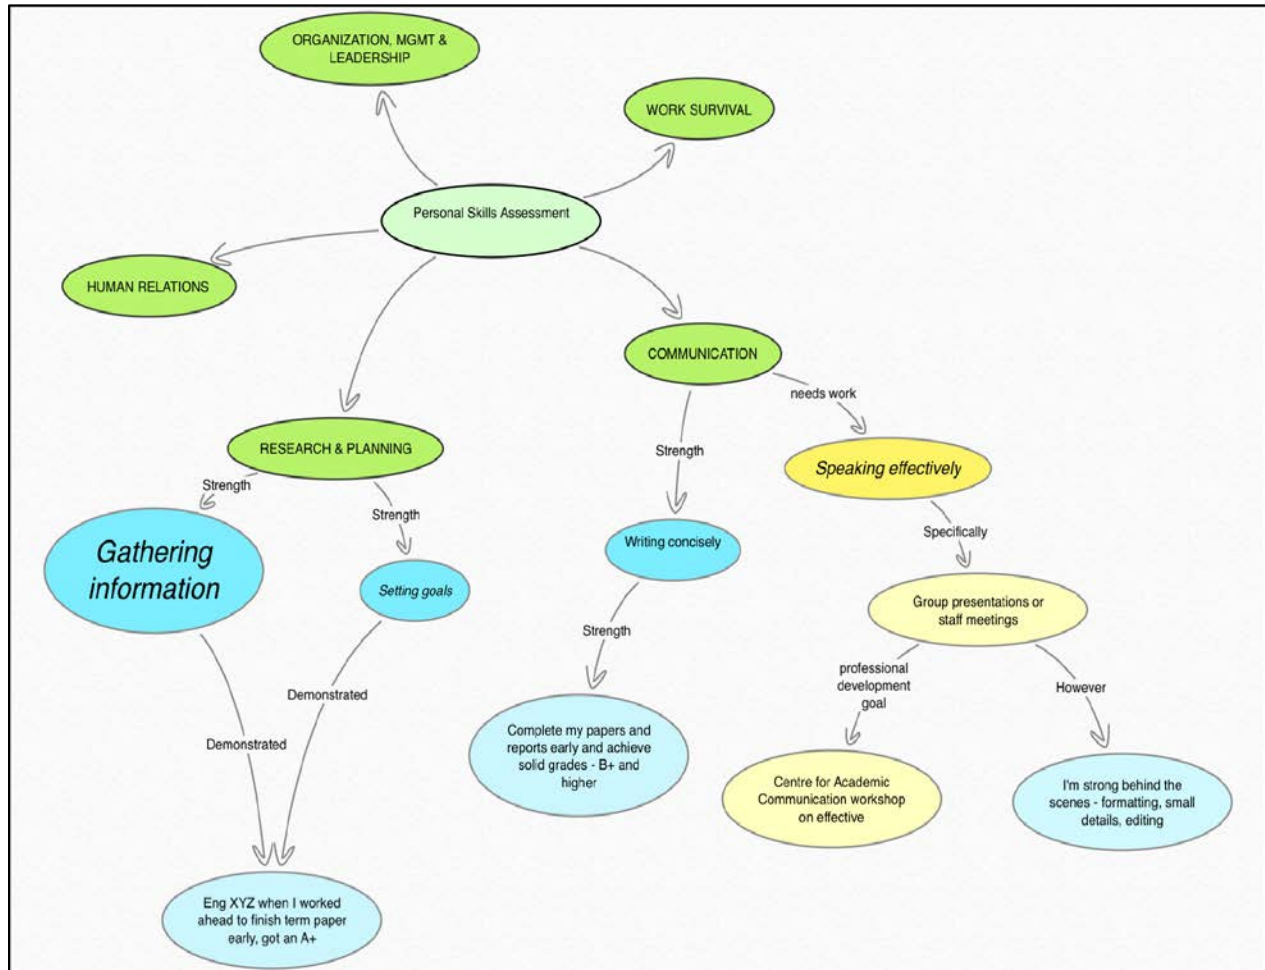 ORGANIZATION, MGMT &
LEADERSHIP
WORK SURVIVAL
Personal Skills Assessment
HUMAN RELATIONS
COMMUNICATION
needs work
RESEARCH & PLANNING
Strength
Strength
Strength
Speaking effectively
Gathering
information
Setting goals
Writing concisely
Specifically
Group presentations or
staff meetings
Strength
Demonstrated
Demonstrated
professional
development
goal
However
Complete my papers and
reports early and achieve
solid grades - B+ and
higher
Centre for Academic
Communication workshop
on effective
I'm strong behind the
scenes - formatting, small
details, editing
Eng XYZ when I worked
ahead to finish term paper
early, got an A+